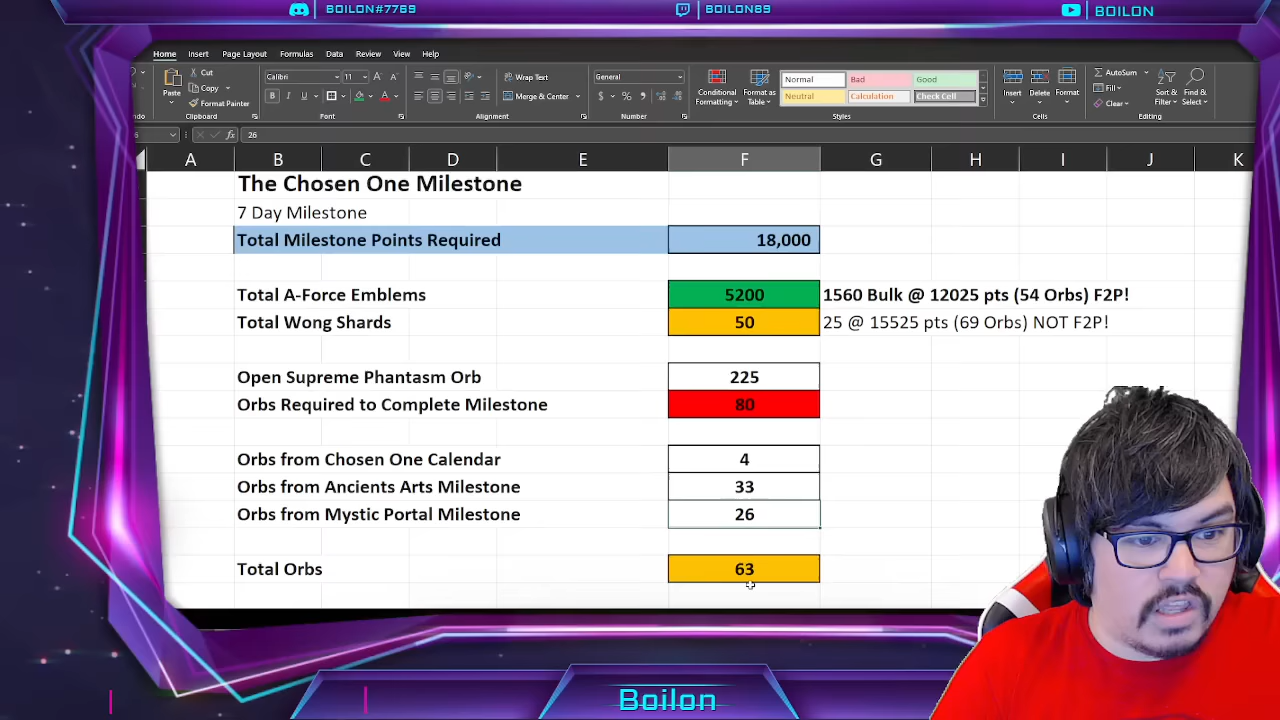 BOILON#7769
BOILON89
BOILON
Home Insert Page Layout Formulas Data Review View Help
Paste
Cut
Copy
Format Painter
Clipboard
Calibri 11
B I U
Font
Wrap Text
Merge & Center
Alignment
General
$ % ,
Number
Conditional Formatting
Format as Table
Normal Bad Good
Neutral Calculation Check Cell
Styles
Insert Delete Format
Cells
AutoSum
Fill
Clear
Sort & Filter
Find & Select
Editing
fx 26
A B C D E F G H I J K
The Chosen One Milestone
7 Day Milestone
Total Milestone Points Required 18,000
Total A-Force Emblems 5200 1560 Bulk @ 12025 pts (54 Orbs) F2P!
Total Wong Shards 50 25 @ 15525 pts (69 Orbs) NOT F2P!
Open Supreme Phantasm Orb 225
Orbs Required to Complete Milestone 80
Orbs from Chosen One Calendar 4
Orbs from Ancients Arts Milestone 33
Orbs from Mystic Portal Milestone 26
Total Orbs 63
Boilon